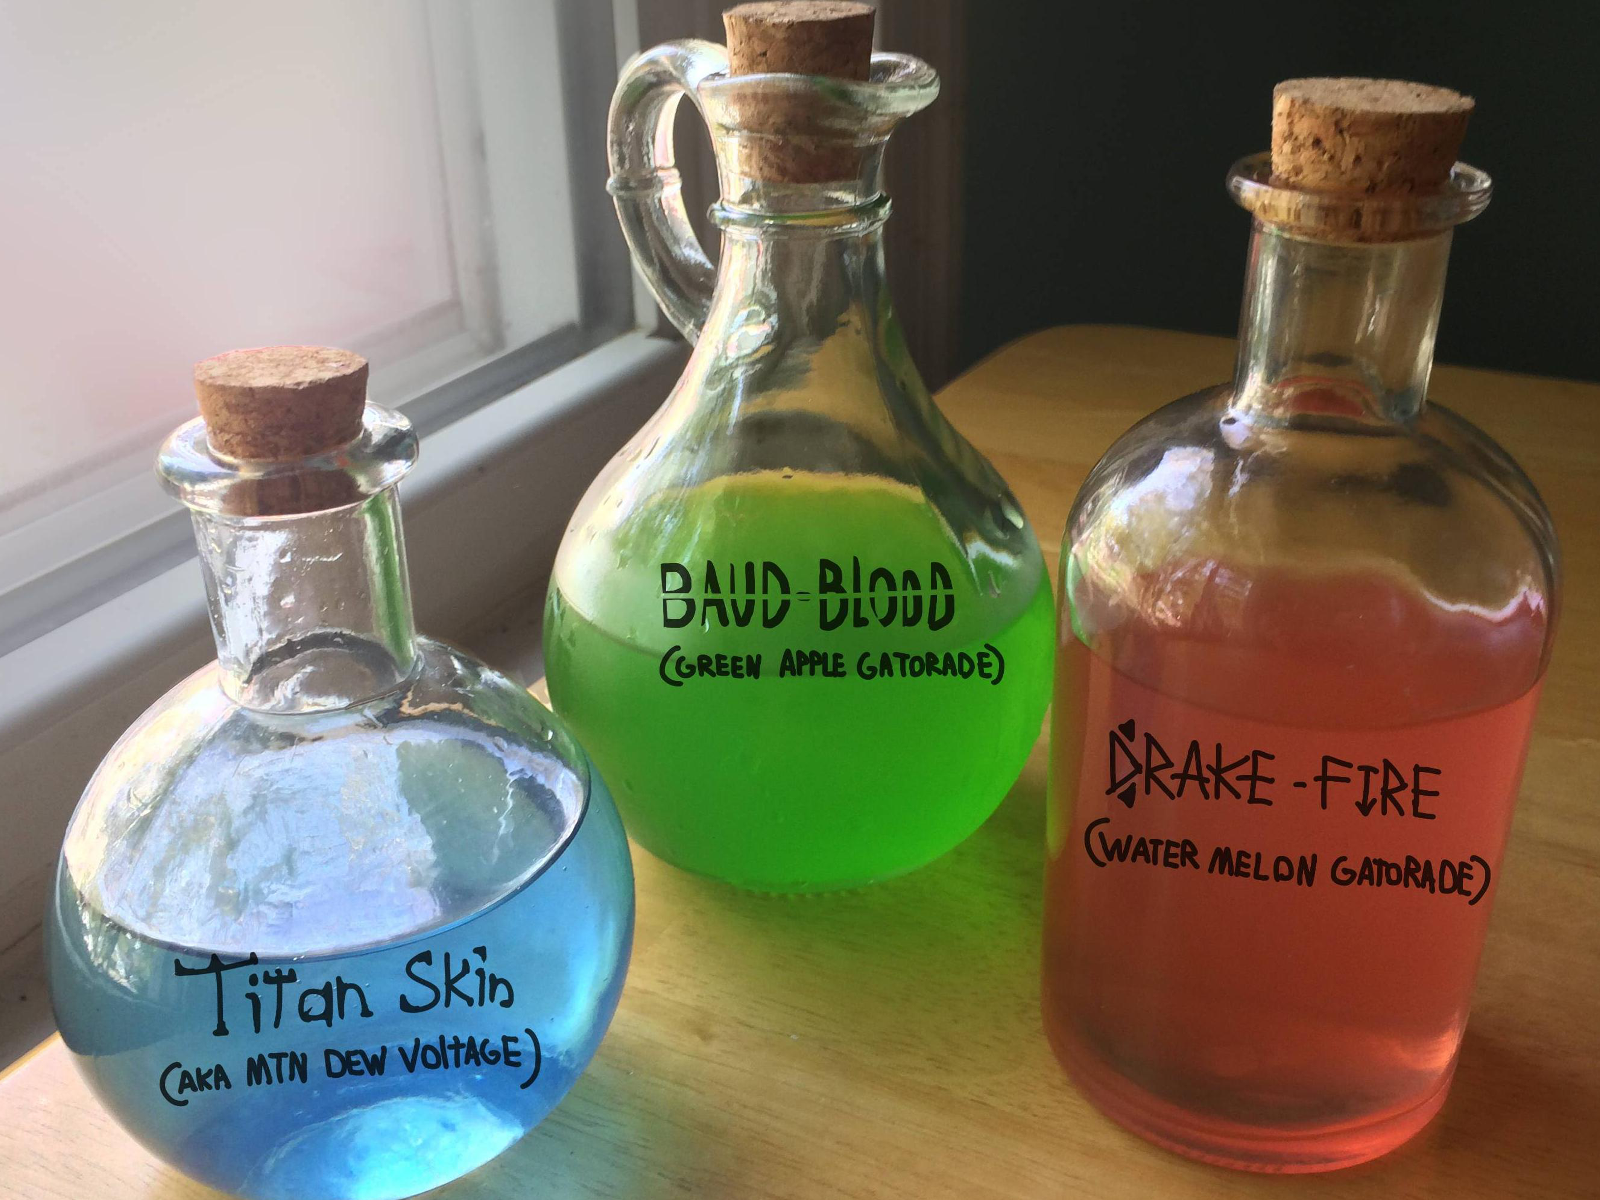 BAUD-BLOOD
(GREEN APPLE GATORADE)
DRAKE-FIRE
(WATER MELON GATORADE)
Titan Skin
(AKA MTN DEW VOLTAGE)